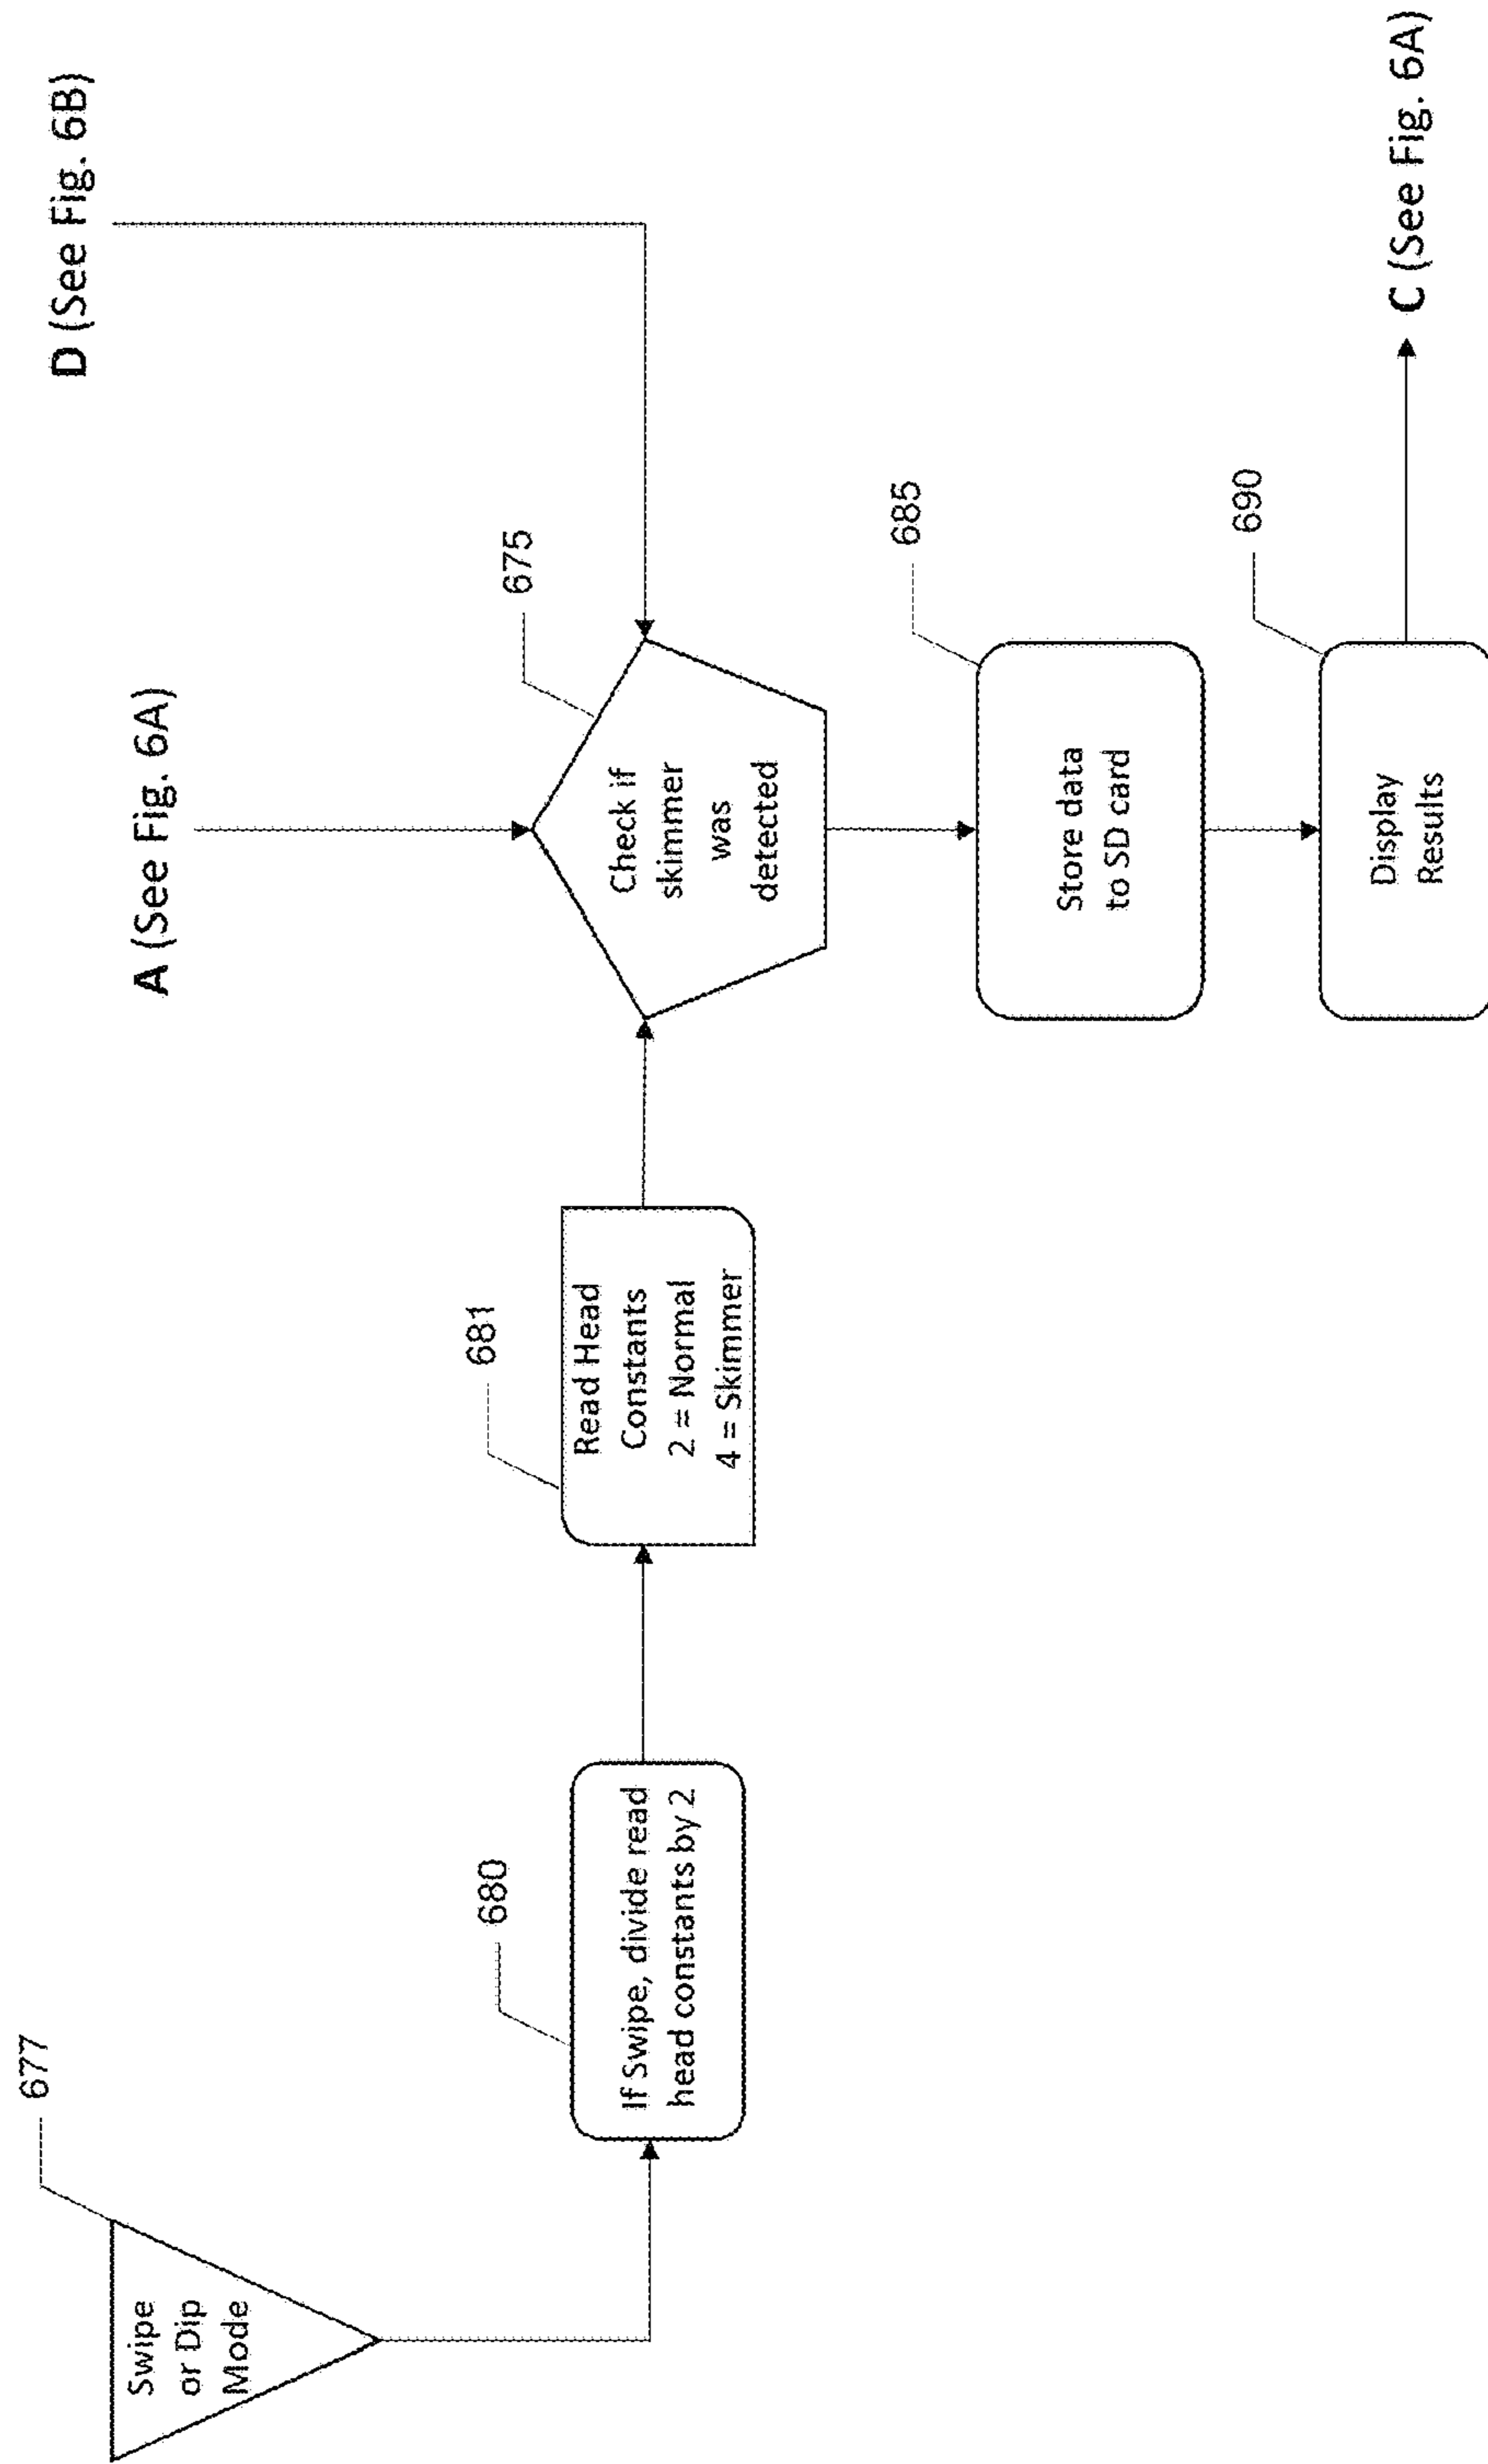 677
Swipe
or Dip
Mode
680
If Swipe, divide read
head constants by 2
681
Read Head
Constants
2 = Normal
4 = Skimmer
A (See Fig. 6A)
D (See Fig. 6B)
675
Check if
skimmer
was
detected
685
Store data
to SD card
690
Display
Results
C (See Fig. 6A)